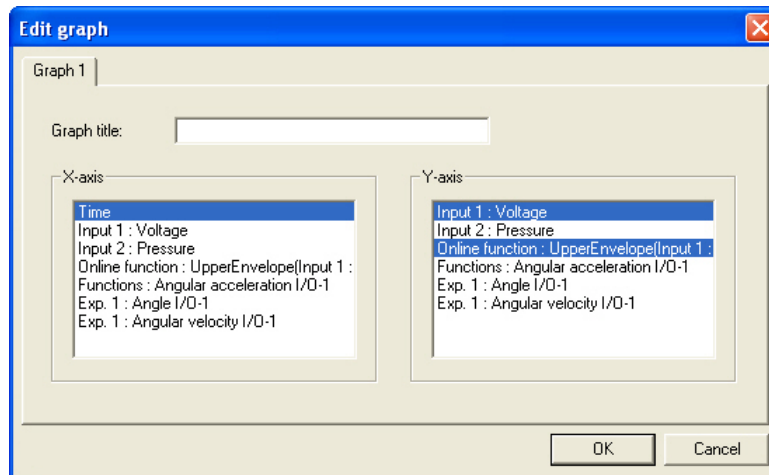 Edit graph
Graph 1
Graph title:
X-axis
Time
Input 1 : Voltage
Input 2 : Pressure
Online function : UpperEnvelope(Input 1 :
Functions : Angular acceleration I/O-1
Exp. 1 : Angle I/O-1
Exp. 1 : Angular velocity I/O-1
Y-axis
Input 1 : Voltage
Input 2 : Pressure
Online function : UpperEnvelope(Input 1 :
Functions : Angular acceleration I/O-1
Exp. 1 : Angle I/O-1
Exp. 1 : Angular velocity I/O-1
OK
Cancel